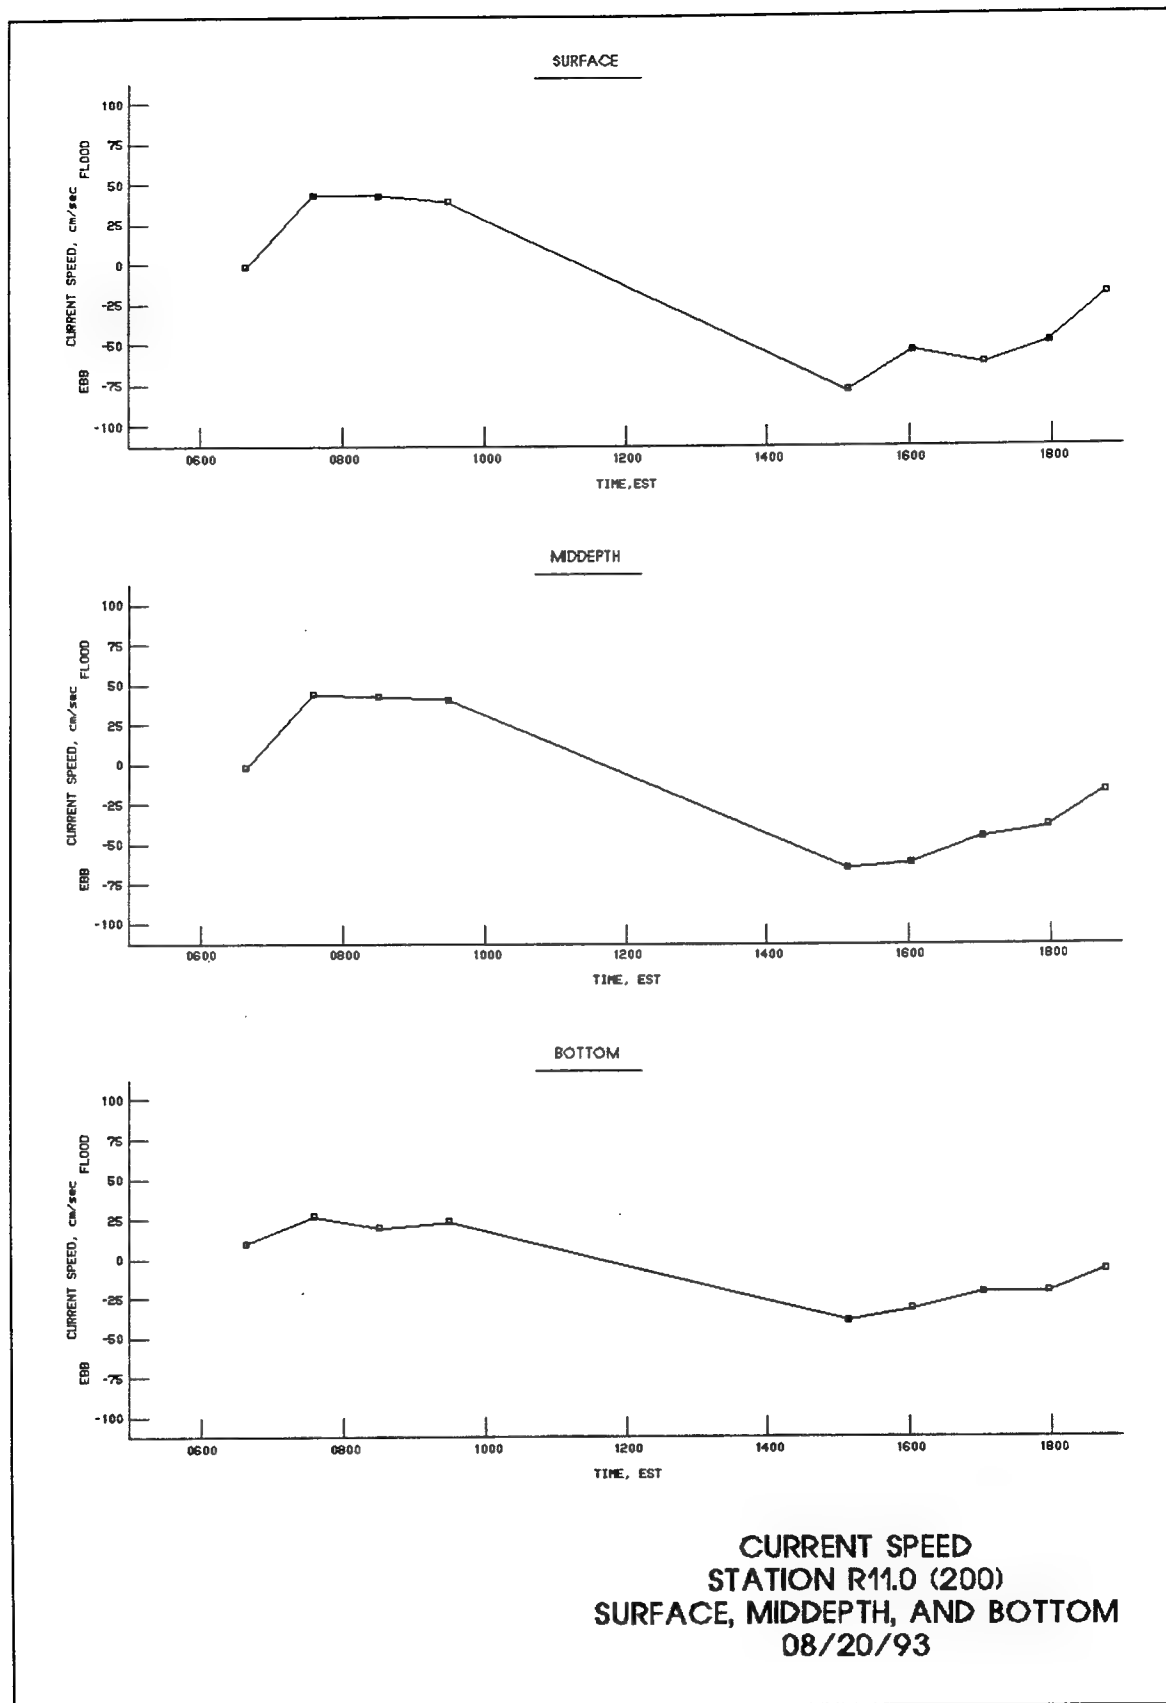 SURFACE
100
75
50
25
0
-25
-50
-75
-100
EBB CURRENT SPEED, cm/sec FLOOD
0600 0800 1000 1200 1400 1600 1800
TIME,EST
MIDDEPTH
100
75
50
25
0
-25
-50
-75
-100
EBB CURRENT SPEED, cm/sec FLOOD
0600 0800 1000 1200 1400 1600 1800
TIME, EST
BOTTOM
100
75
50
25
0
-25
-50
-75
-100
EBB CURRENT SPEED, cm/sec FLOOD
0600 0800 1000 1200 1400 1600 1800
TIME, EST
CURRENT SPEED
STATION R11.0 (200)
SURFACE, MIDDEPTH, AND BOTTOM
08/20/93